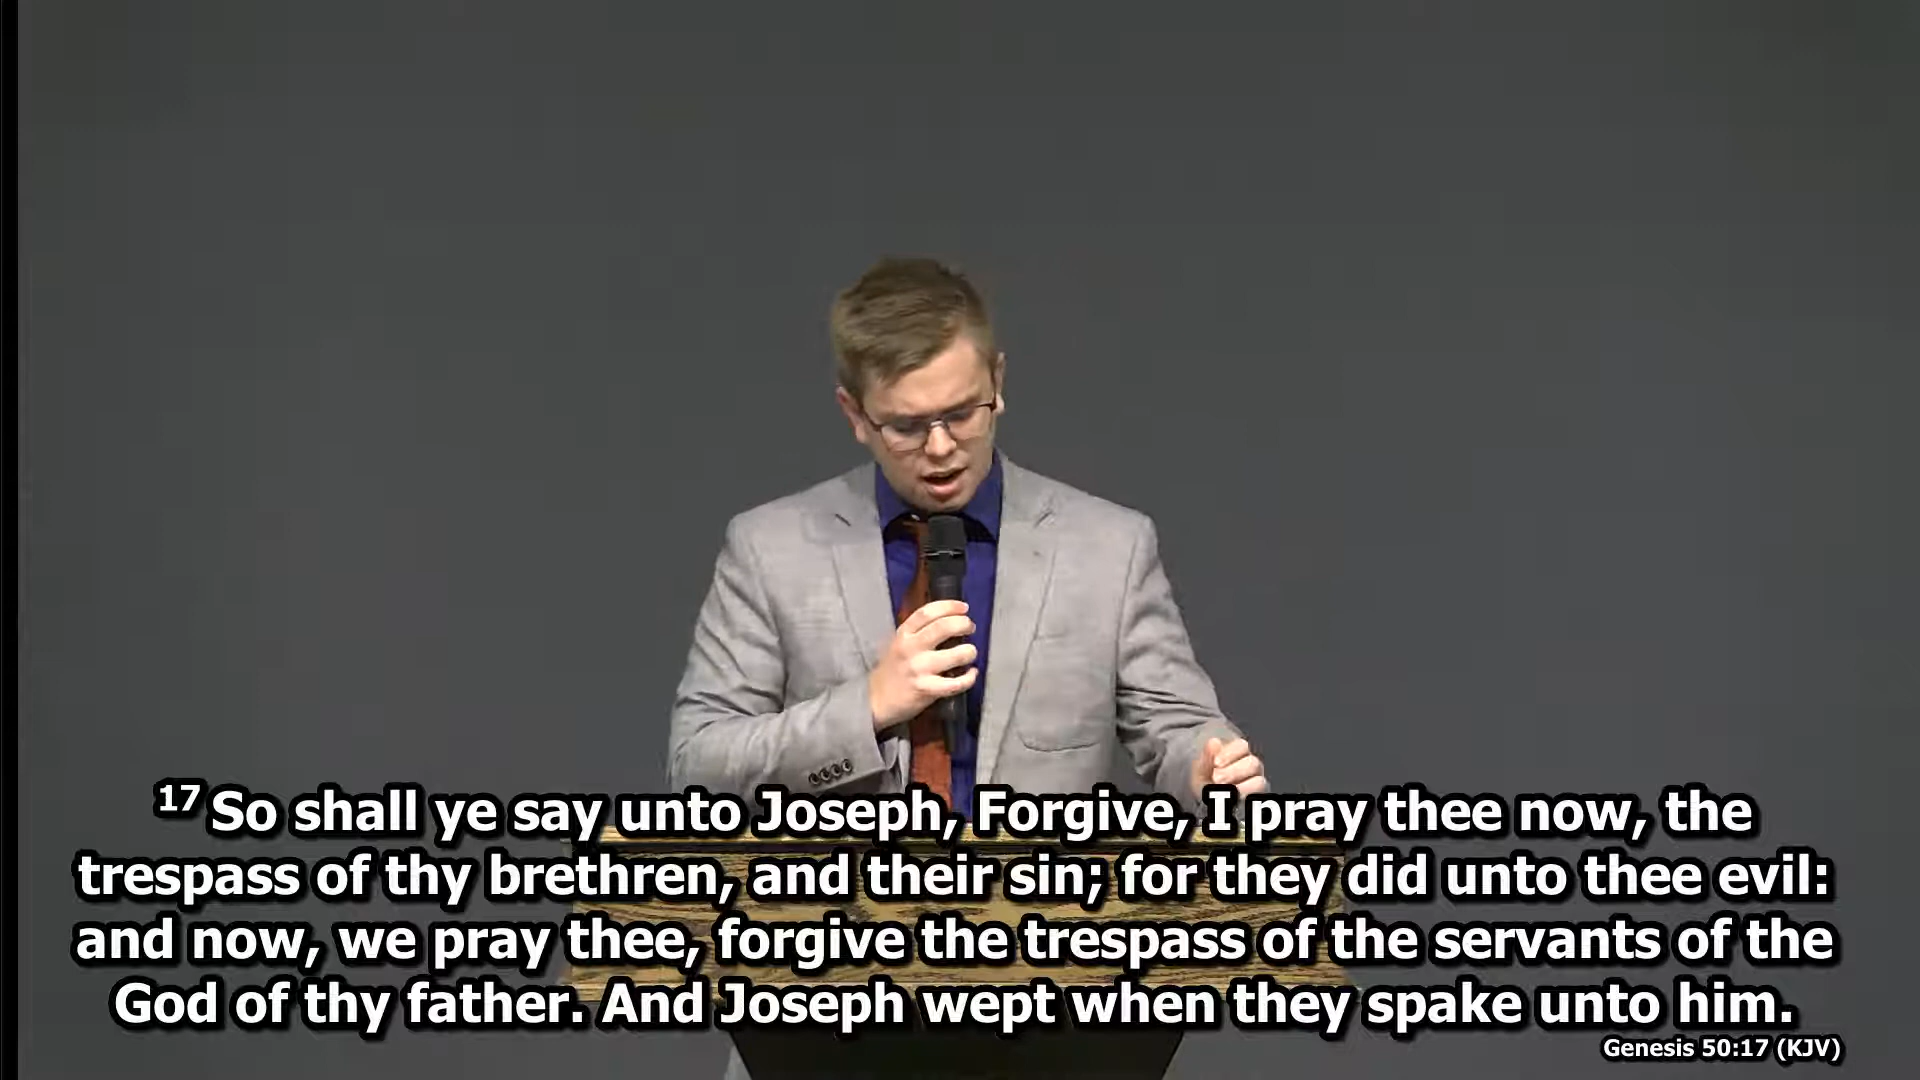 17 So shall ye say unto Joseph, Forgive, I pray thee now, the
trespass of thy brethren, and their sin; for they did unto thee evil:
and now, we pray thee, forgive the trespass of the servants of the
God of thy father. And Joseph wept when they spake unto him.
Genesis 50:17 (KJV)